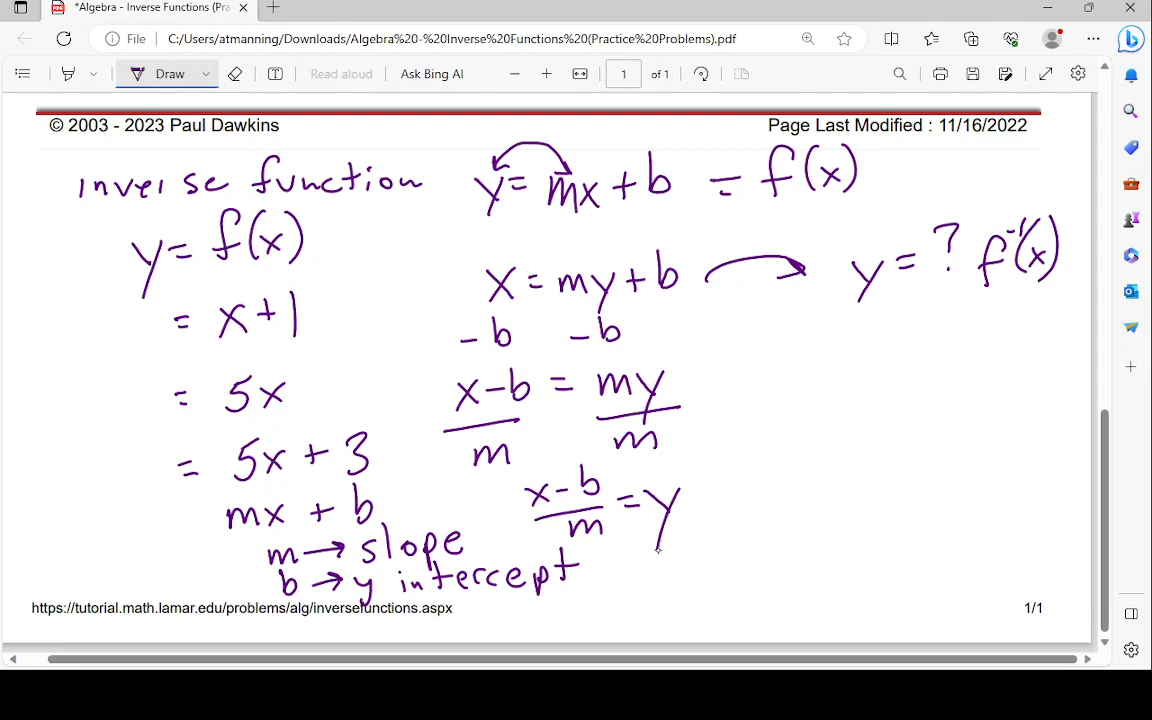 *Algebra - Inverse Functions (Pra
File C:/Users/atmanning/Downloads/Algebra%20-%20Inverse%20Functions%20(Practice%20Problems).pdf
Draw Read aloud Ask Bing AI 1 of 1
© 2003 - 2023 Paul Dawkins Page Last Modified : 11/16/2022
inverse function y = mx + b = f(x)
y = f(x)
= x+1
= 5x
= 5x + 3
mx + b
m → slope
b → y intercept
x = my + b → y = ? f⁻¹(x)
-b -b
x-b = my
m m
x-b = y
m
https://tutorial.math.lamar.edu/problems/alg/inversefunctions.aspx 1/1